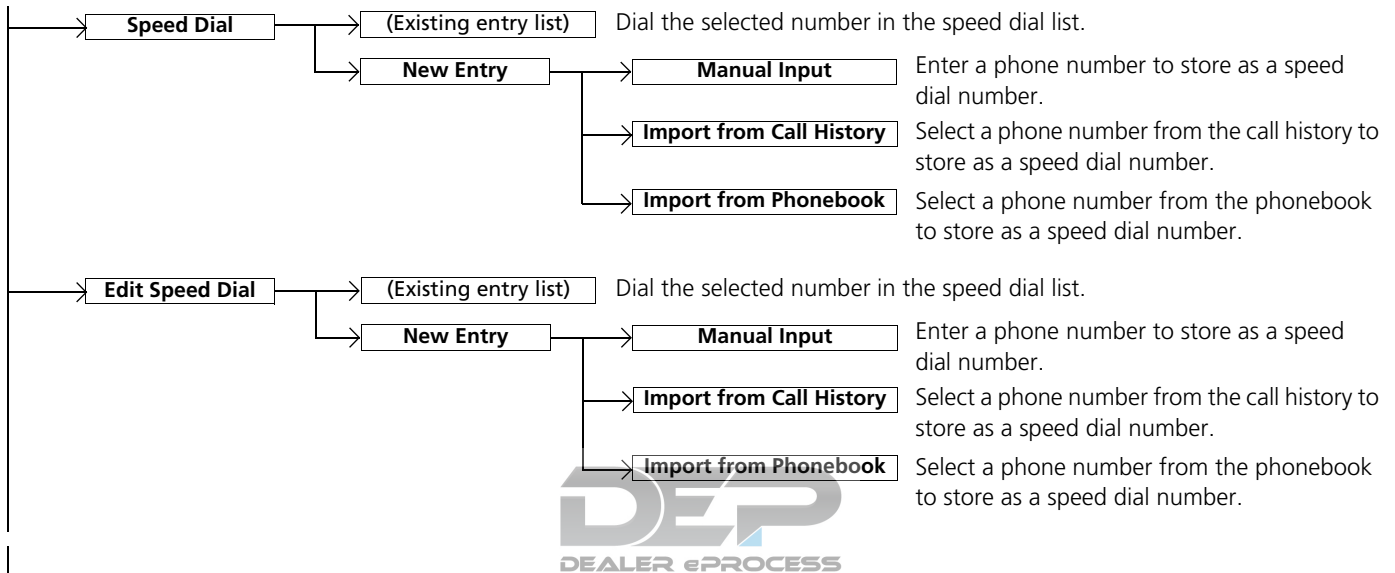 Speed Dial
(Existing entry list)
Dial the selected number in the speed dial list.
New Entry
Manual Input
Enter a phone number to store as a speed
dial number.
Import from Call History
Select a phone number from the call history to
store as a speed dial number.
Import from Phonebook
Select a phone number from the phonebook
to store as a speed dial number.
Edit Speed Dial
(Existing entry list)
Dial the selected number in the speed dial list.
New Entry
Manual Input
Enter a phone number to store as a speed
dial number.
Import from Call History
Select a phone number from the call history to
store as a speed dial number.
Import from Phonebook
Select a phone number from the phonebook
to store as a speed dial number.
DEP
DEALER ePROCESS